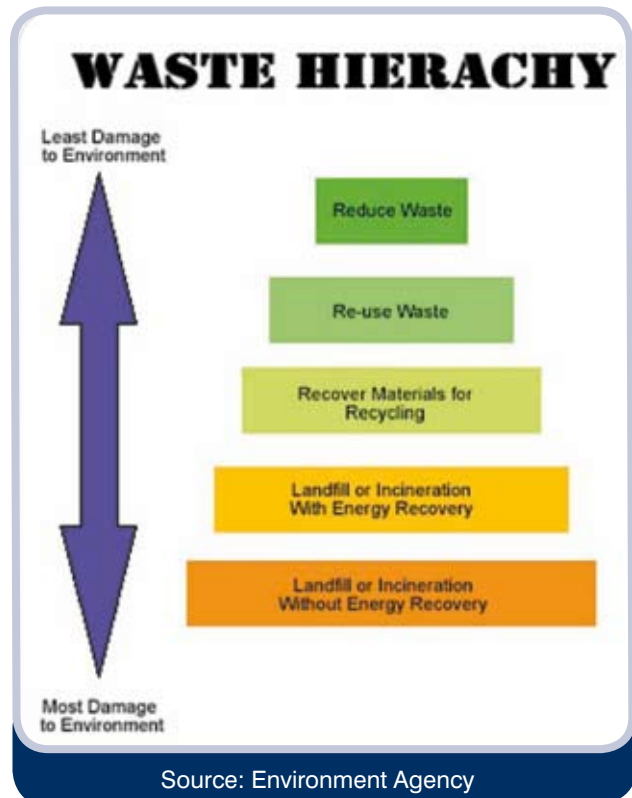 WASTE HIERACHY
Least Damage
to Environment
Reduce Waste
Re-use Waste
Recover Materials for
Recycling
Landfill or Incineration
With Energy Recovery
Landfill or Incineration
Without Energy Recovery
Most Damage
to Environment
Source: Environment Agency